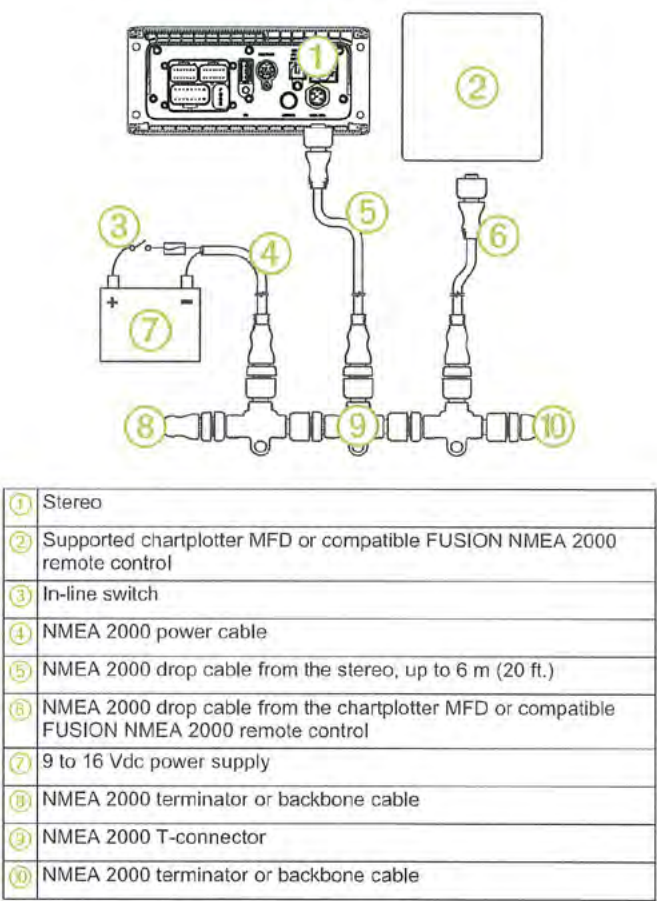 1
2
3
4
5
6
+
7
8
9
10
1 Stereo
2 Supported chartplotter MFD or compatible FUSION NMEA 2000
remote control
3 In-line switch
4 NMEA 2000 power cable
5 NMEA 2000 drop cable from the stereo, up to 6 m (20 ft.)
6 NMEA 2000 drop cable from the chartplotter MFD or compatible
FUSION NMEA 2000 remote control
7 9 to 16 Vdc power supply
8 NMEA 2000 terminator or backbone cable
9 NMEA 2000 T-connector
10 NMEA 2000 terminator or backbone cable